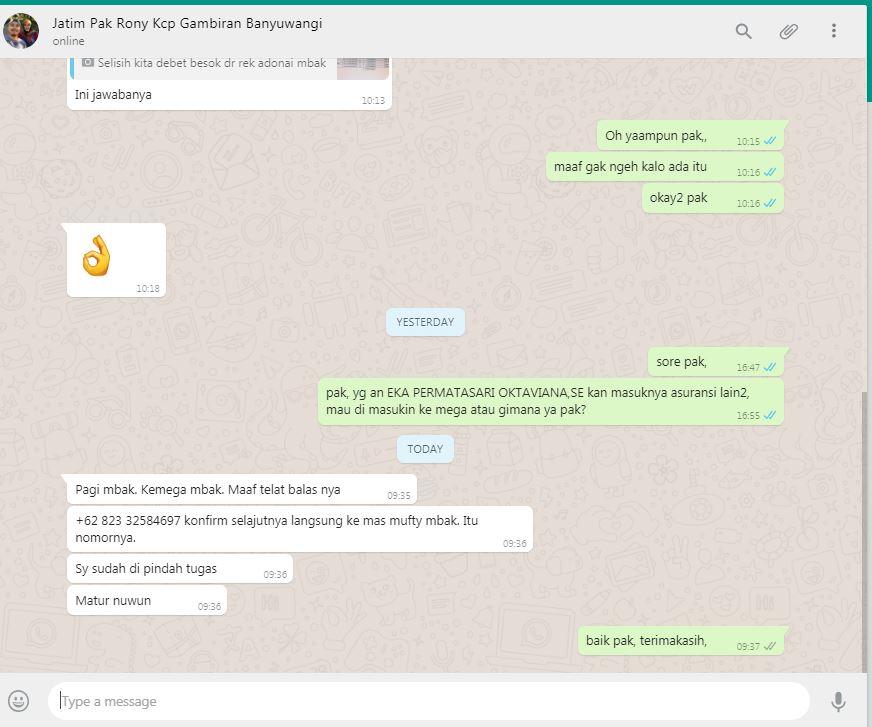 Jatim Pak Rony Kcp Gambiran Banyuwangi
online
Selisih kita debet besok dr rek adonai mbak
Ini jawabanya
10:13
Oh yaampun pak,,
10:15
maaf gak ngeh kalo ada itu
10:16
okay2 pak
10:16
10:18
YESTERDAY
sore pak,
16:47
pak, yg an EKA PERMATASARI OKTAVIANA,SE kan masuknya asuransi lain2,
mau di masukin ke mega atau gimana ya pak?
16:55
TODAY
Pagi mbak. Kemega mbak. Maaf telat balas nya
09:35
+62 823 32584697 konfirm selajutnya langsung ke mas mufty mbak. Itu
nomornya.
09:36
Sy sudah di pindah tugas
09:36
Matur nuwun
09:36
baik pak, terimakasih,
09:37
Type a message